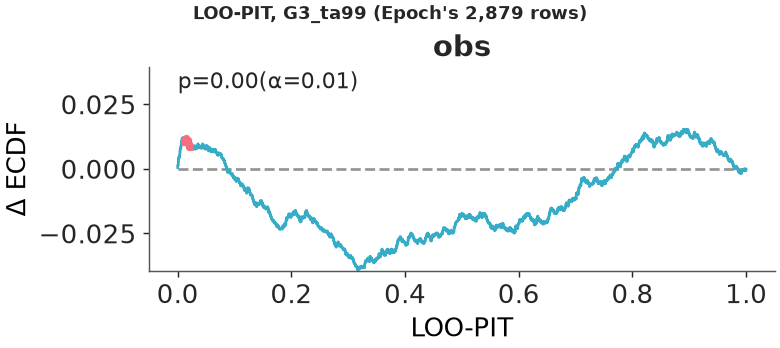 LOO-PIT, G3_ta99 (Epoch's 2,879 rows)
obs
p=0.00(α=0.01)
0.025
0.000
−0.025
Δ ECDF
0.0 0.2 0.4 0.6 0.8 1.0
LOO-PIT